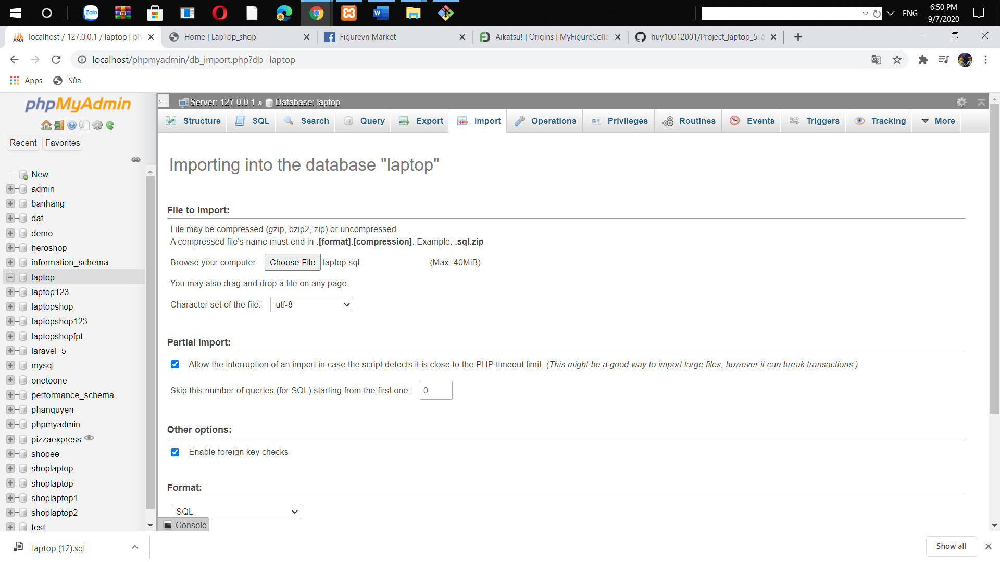 Zalo
W
ENG
6:50 PM
9/7/2020
PMA
localhost / 127.0.0.1 / laptop | ph
Home | LapTop_shop
Figurevn Market
Aikatsu! | Origins | MyFigureColle
huy10012001/Project_laptop_5:
localhost/phpmyadmin/db_import.php?db=laptop
Apps
Sửa
phpMyAdmin
Recent
Favorites
New
admin
banhang
dat
demo
heroshop
information_schema
laptop
laptop123
laptopshop
laptopshop123
laptopshopfpt
laravel_5
mysql
onetoone
performance_schema
phanquyen
phpmyadmin
pizzaexpress
shopee
shoplaptop
shoplaptop
shoplaptop1
shoplaptop2
test
Server: 127.0.0.1 » Database: laptop
Structure
SQL
Search
Query
Export
Import
Operations
Privileges
Routines
Events
Triggers
Tracking
More
Importing into the database "laptop"
File to import:
File may be compressed (gzip, bzip2, zip) or uncompressed.
A compressed file's name must end in .[format].[compression]. Example: .sql.zip
Browse your computer: Choose File laptop.sql (Max: 40MiB)
You may also drag and drop a file on any page.
Character set of the file: utf-8
Partial import:
Allow the interruption of an import in case the script detects it is close to the PHP timeout limit. (This might be a good way to import large files, however it can break transactions.)
Skip this number of queries (for SQL) starting from the first one: 0
Other options:
Enable foreign key checks
Format:
SQL
Console
laptop (12).sql
Show all